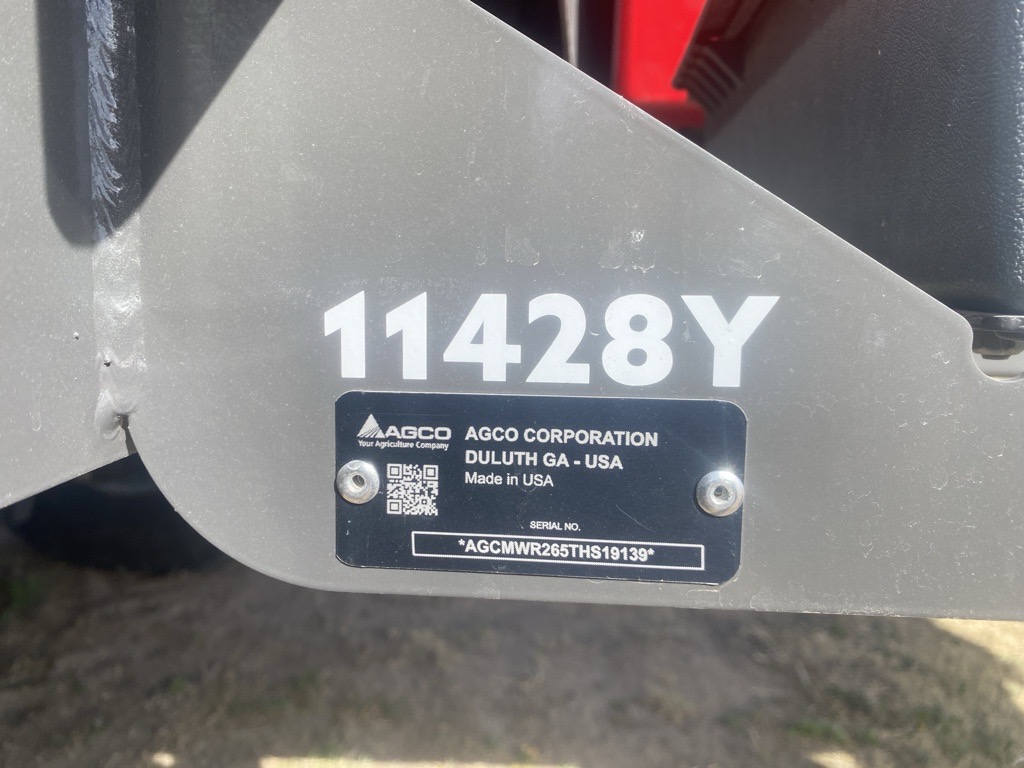 11428Y
AGCO
Your Agriculture Company
AGCO CORPORATION
DULUTH GA - USA
Made in USA
SERIAL NO.
*AGCMWR265THS19139*